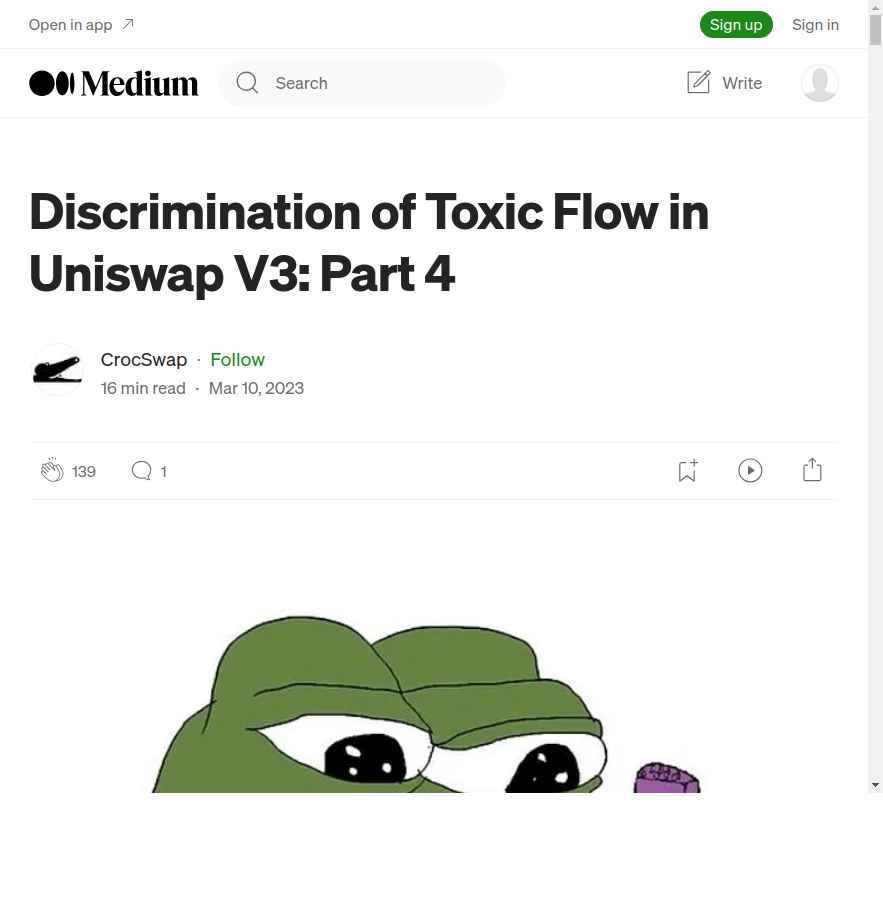 Open in app
Sign up
Sign in
Medium
Search
Write
Discrimination of Toxic Flow in
Uniswap V3: Part 4
CrocSwap · Follow
16 min read · Mar 10, 2023
139
1